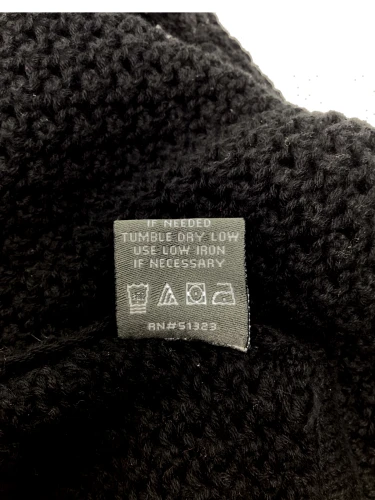 IF NEEDED
TUMBLE DRY LOW
USE LOW IRON
IF NECESSARY
RN#51323